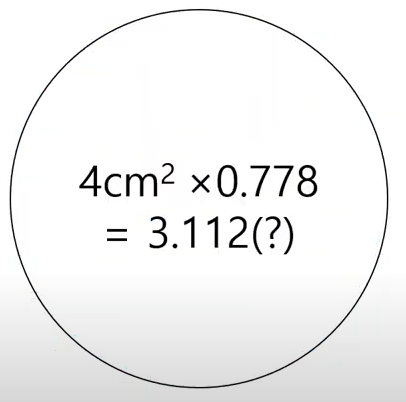 4cm² ×0.778
= 3.112(?)